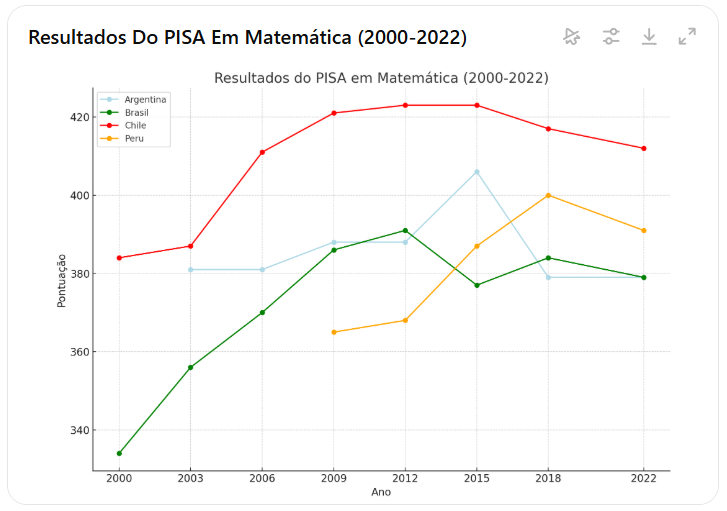 Resultados Do PISA Em Matemática (2000-2022)
Resultados do PISA em Matemática (2000-2022)
Argentina
Brasil
Chile
Peru
420
400
380
360
340
Pontuação
2000 2003 2006 2009 2012 2015 2018 2022
Ano